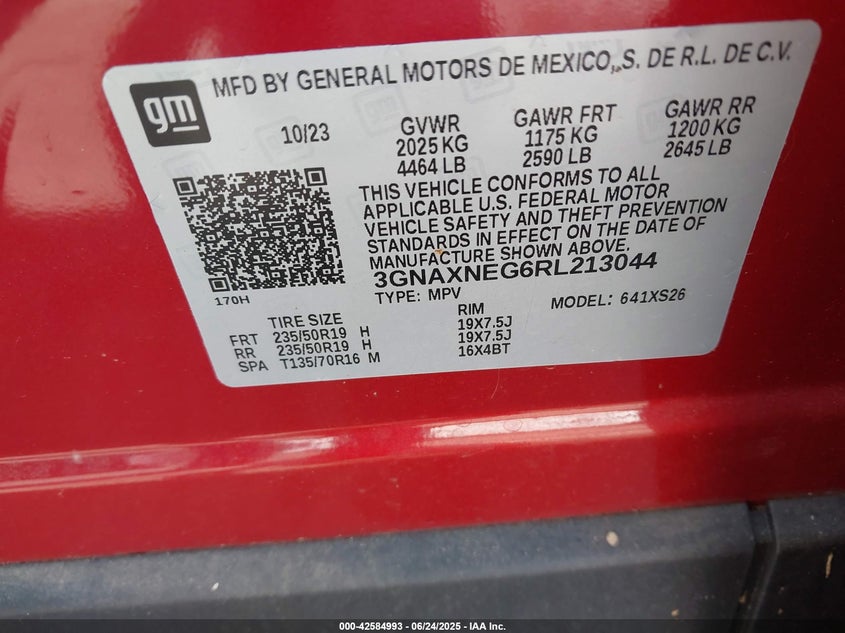 gm
MFD BY GENERAL MOTORS DE MEXICO, S. DE R.L. DE C.V.
10/23
GVWR
2025 KG
4464 LB
GAWR FRT
1175 KG
2590 LB
GAWR RR
1200 KG
2645 LB
THIS VEHICLE CONFORMS TO ALL
APPLICABLE U.S. FEDERAL MOTOR
VEHICLE SAFETY AND THEFT PREVENTION
STANDARDS IN EFFECT ON THE DATE OF
MANUFACTURE SHOWN ABOVE.
3GNAXNEG6RL213044
170H
TYPE: MPV
MODEL: 641XS26
TIRE SIZE
RIM
FRT 235/50R19 H 19X7.5J
RR 235/50R19 H 19X7.5J
SPA T135/70R16 M 16X4BT
000-42584993 - 06/24/2025 - IAA Inc.